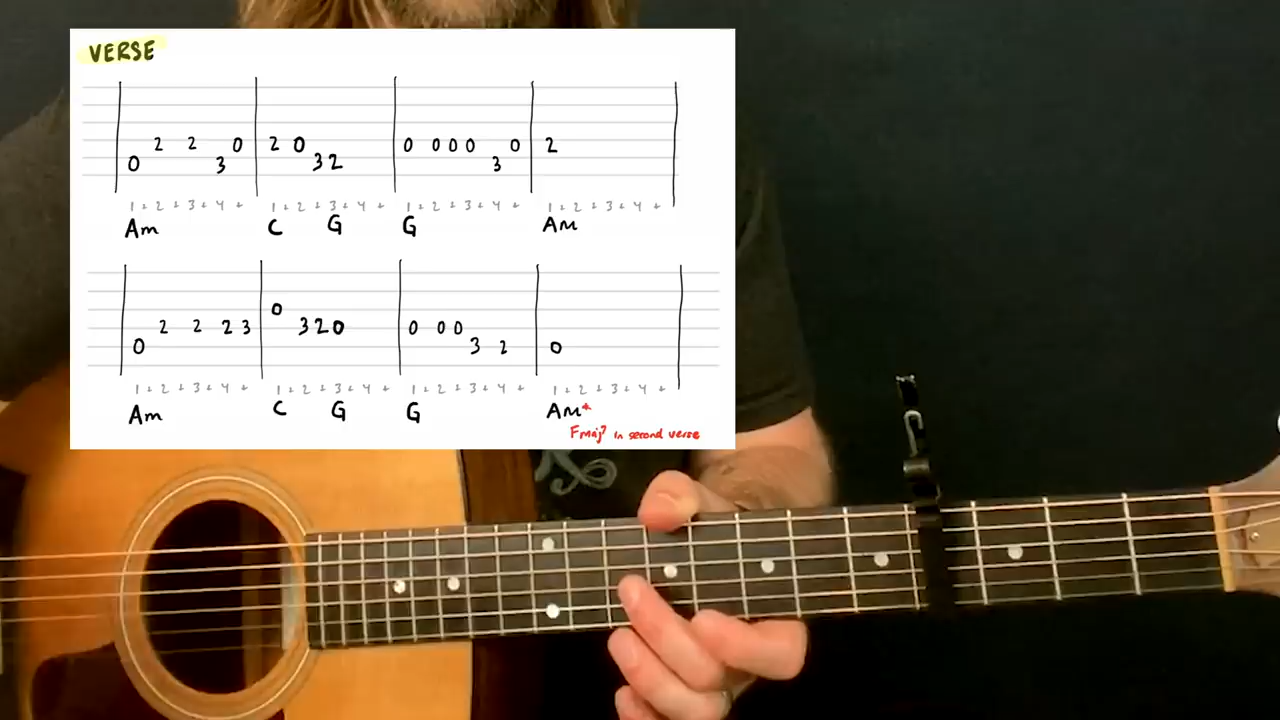 VERSE
2 2 0 2 0 0 0 0 0 0 2
0 3 3 2 3
1 + 2 + 3 + 4 + 1 + 2 + 3 + 4 + 1 + 2 + 3 + 4 + 1 + 2 + 3 + 4 +
Am C G G Am
0
2 2 2 3 3 2 0 0 0 0
0 3 2 0
1 + 2 + 3 + 4 + 1 + 2 + 3 + 4 + 1 + 2 + 3 + 4 + 1 + 2 + 3 + 4 +
Am C G G Am*
Fmaj7 in second verse